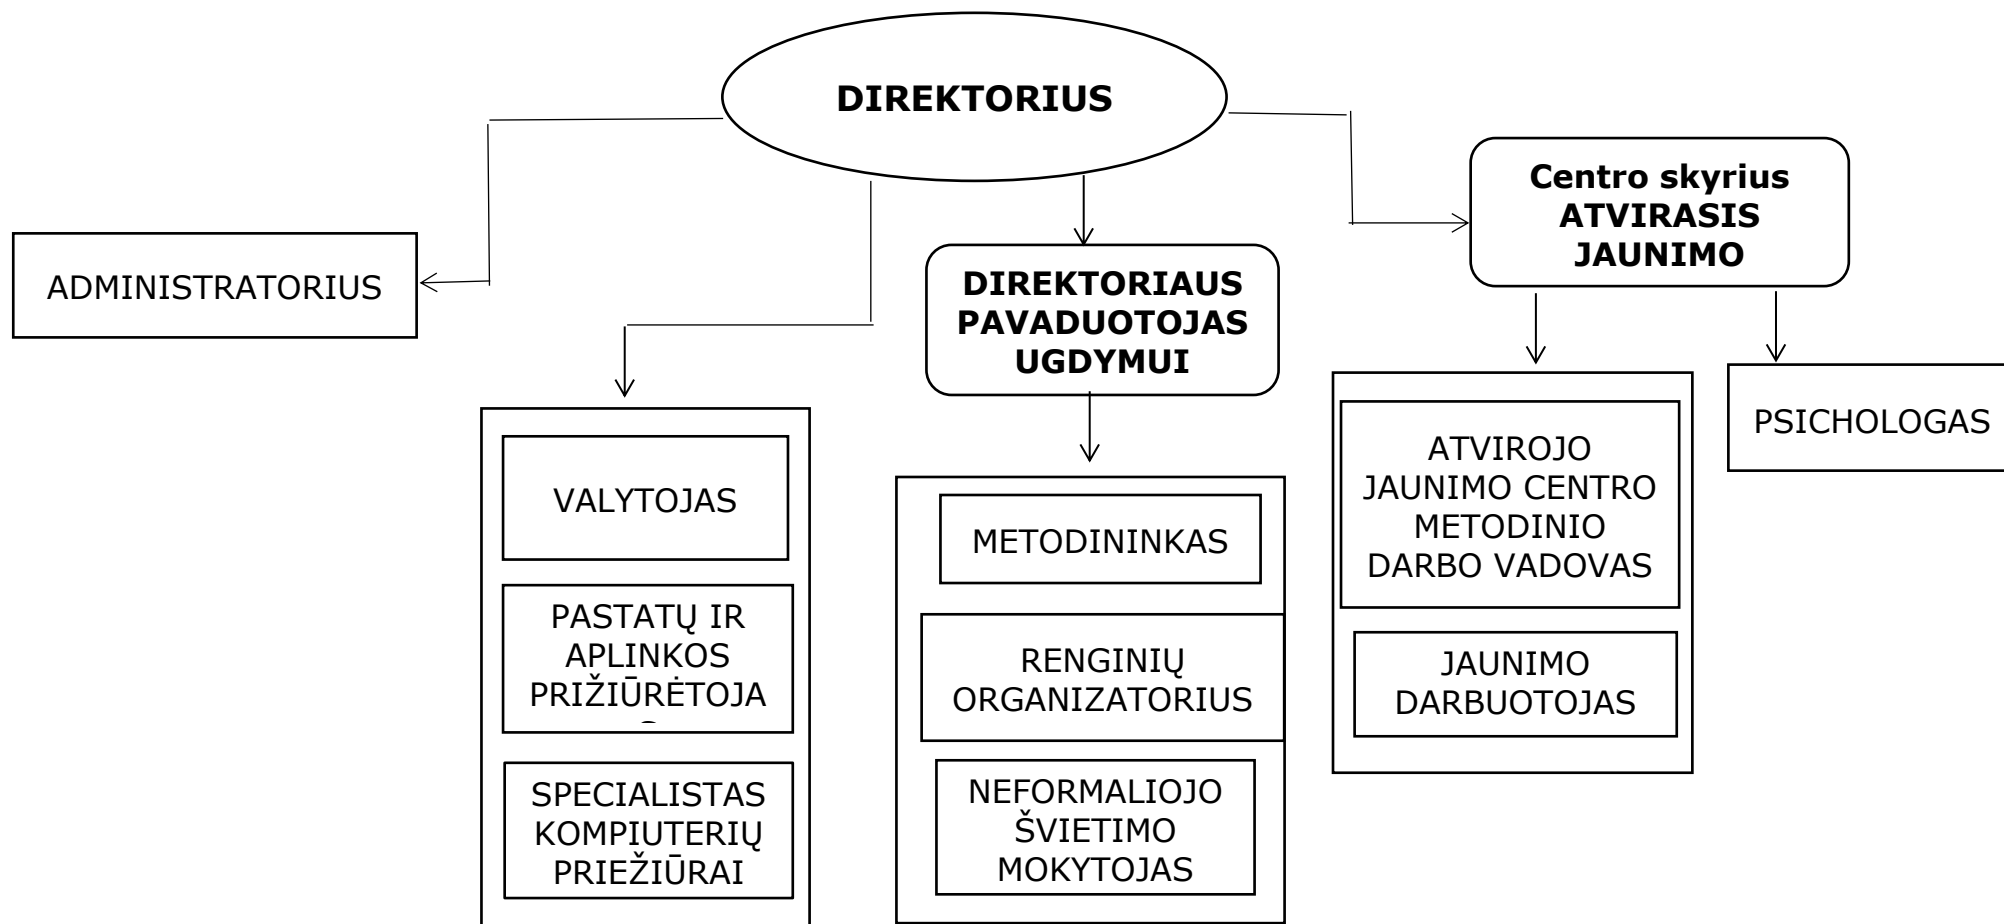 DIREKTORIUS
Centro skyrius
ATVIRASIS
JAUNIMO
ADMINISTRATORIUS
DIREKTORIAUS
PAVADUOTOJAS
UGDYMUI
PSICHOLOGAS
VALYTOJAS
PASTATŲ IR
APLINKOS
PRIŽIŪRĖTOJA
SPECIALISTAS
KOMPIUTERIŲ
PRIEŽIŪRAI
METODININKAS
RENGINIŲ
ORGANIZATORIUS
NEFORMALIOJO
ŠVIETIMO
MOKYTOJAS
ATVIROJO
JAUNIMO CENTRO
METODINIO
DARBO VADOVAS
JAUNIMO
DARBUOTOJAS